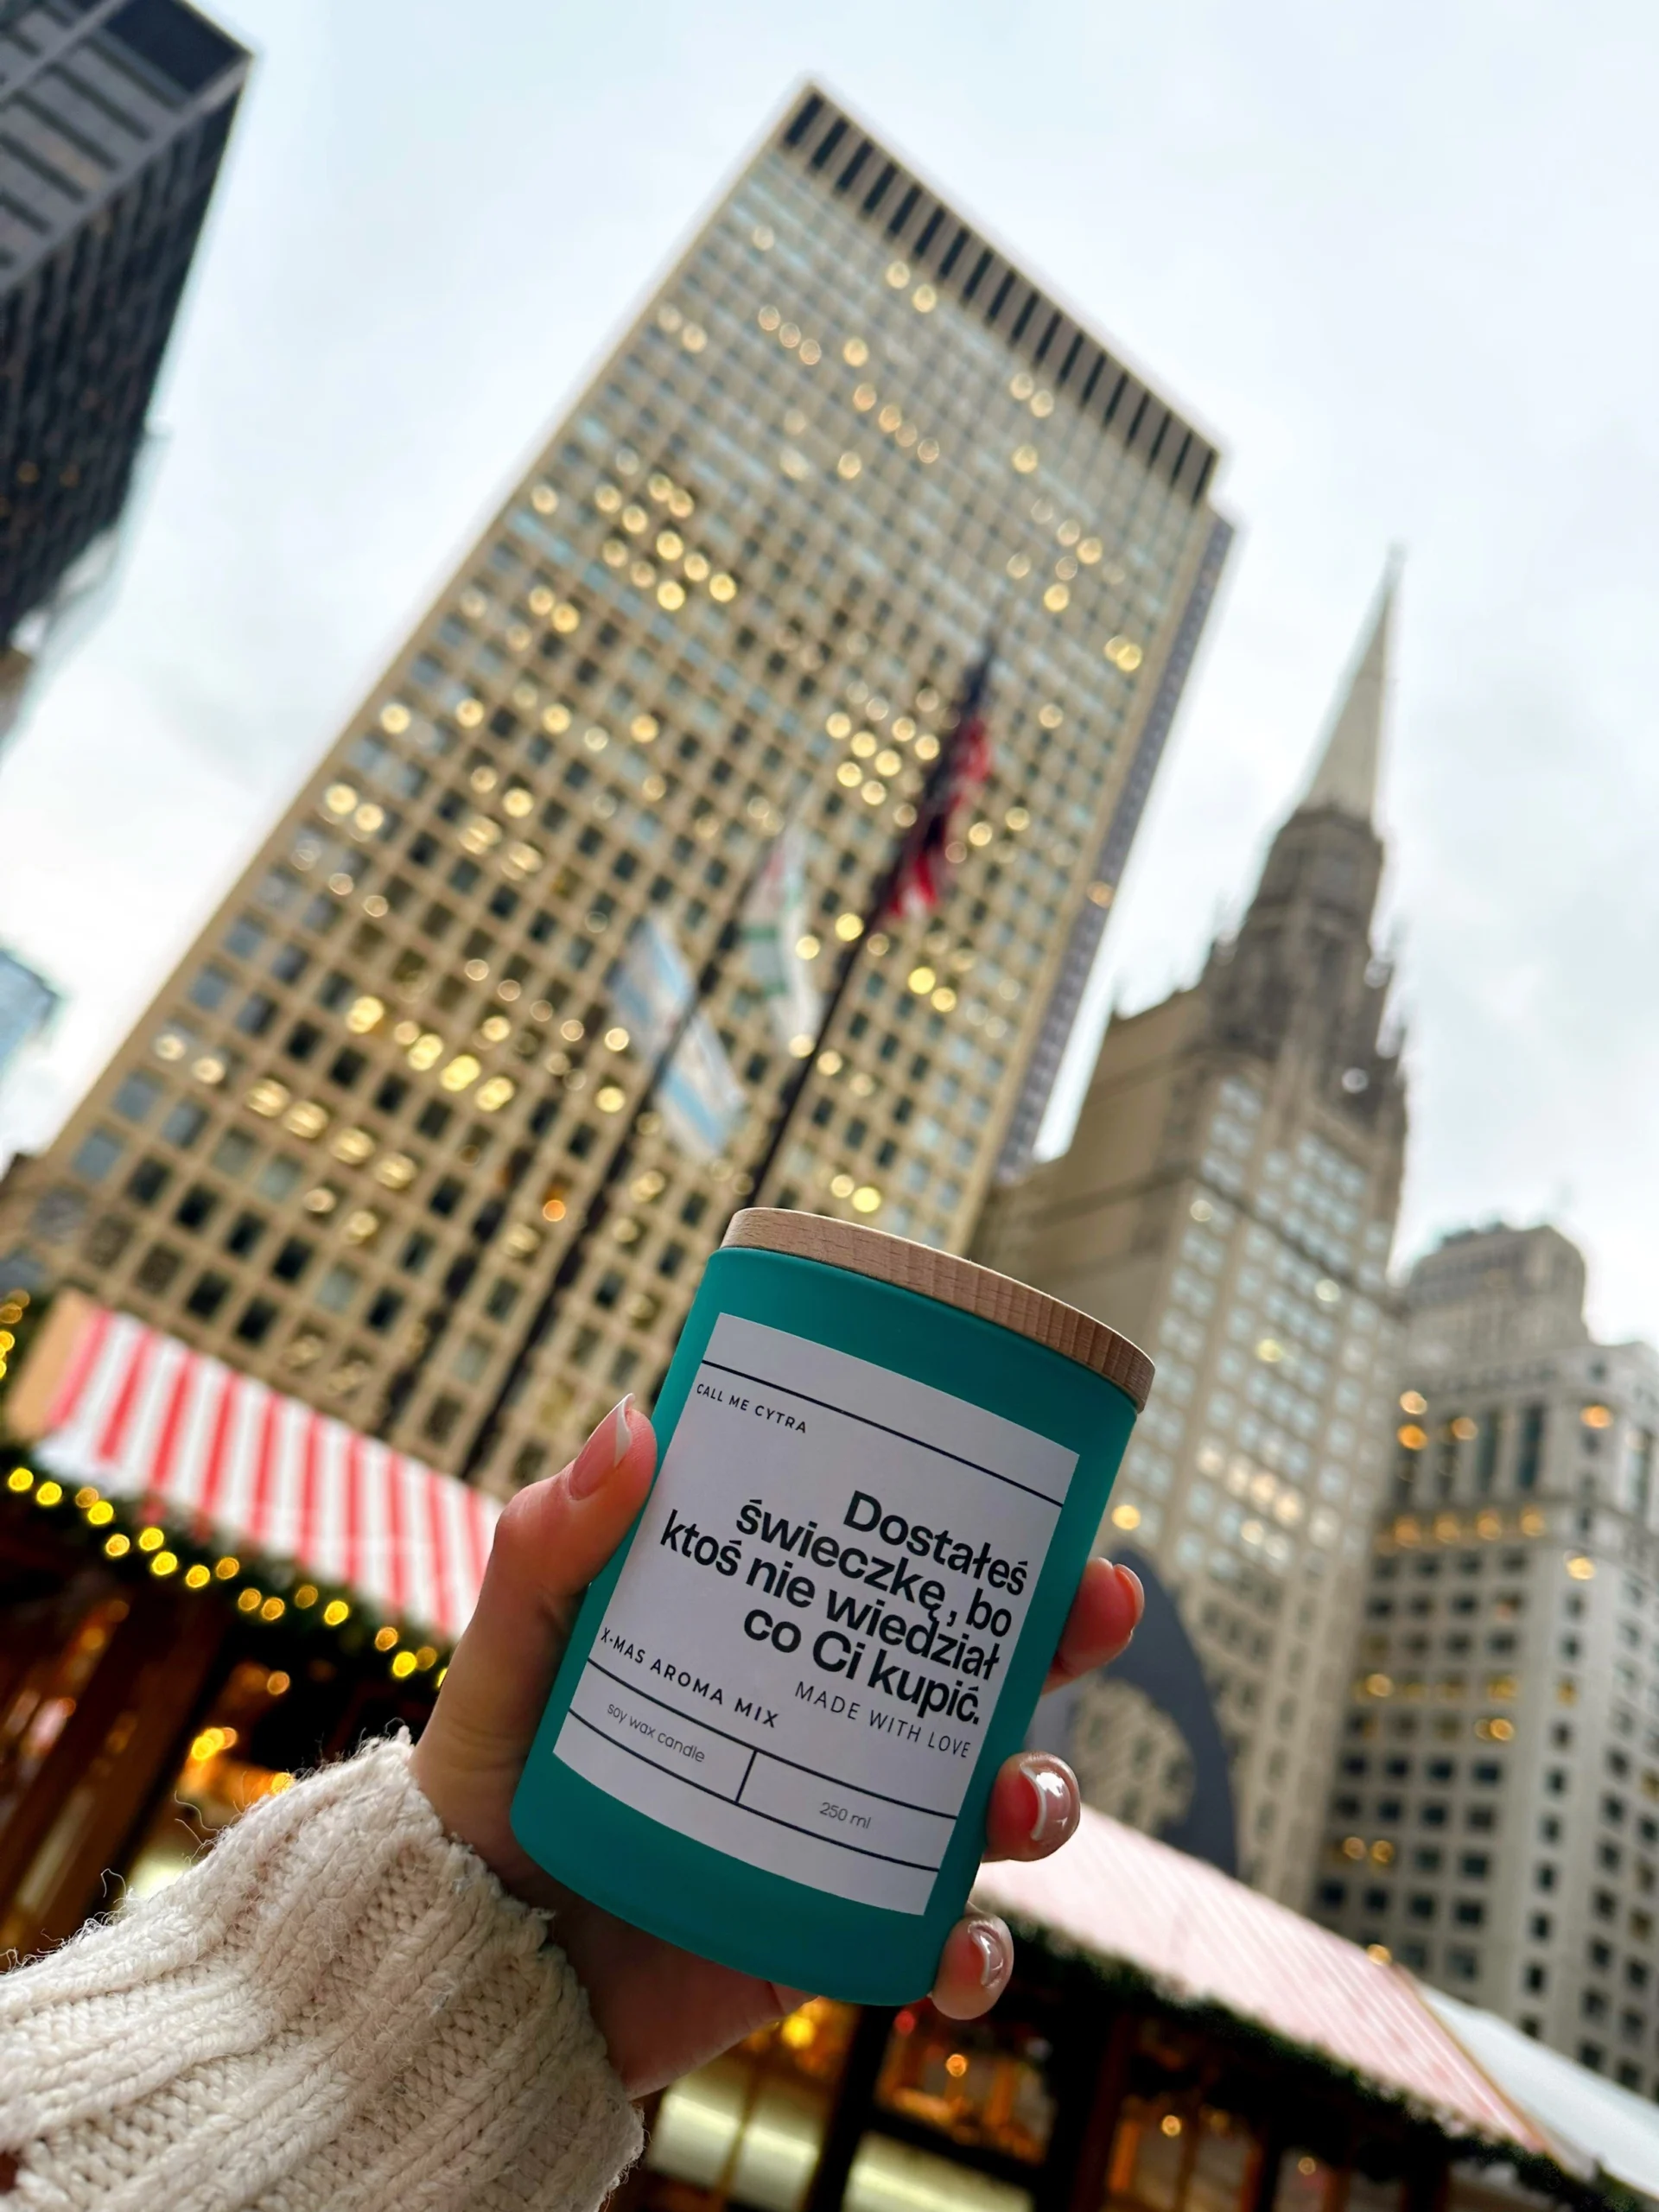 CALL ME CYTRA
Dostałeś
świeczkę, bo
ktoś nie wiedział
co Ci kupić.
MADE WITH LOVE
X-MAS AROMA MIX
soy wax candle
250 ml